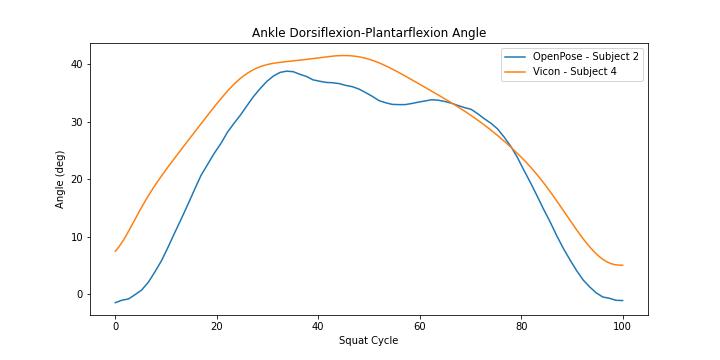 Ankle Dorsiflexion-Plantarflexion Angle
OpenPose - Subject 2
Vicon - Subject 4
Angle (deg)
40
30
20
10
0
0 20 40 60 80 100
Squat Cycle